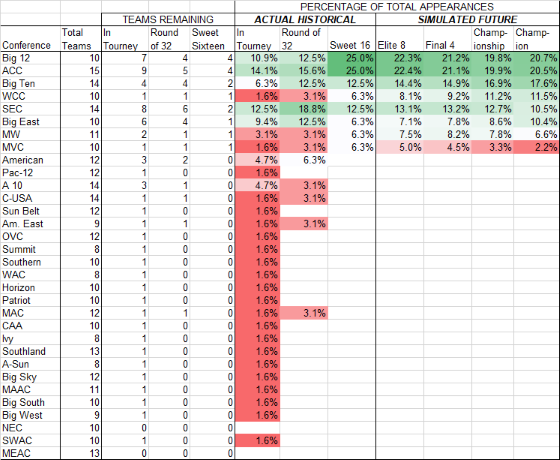 PERCENTAGE OF TOTAL APPEARANCES
TEAMS REMAINING ACTUAL HISTORICAL SIMULATED FUTURE
Total In Round Sweet In Round of Champ- Champ-
Conference Teams Tourney of 32 Sixteen Tourney 32 Sweet 16 Elite 8 Final 4 ionship ion
Big 12 10 7 4 4 10.9% 12.5% 25.0% 22.3% 21.2% 19.8% 20.7%
ACC 15 9 5 4 14.1% 15.6% 25.0% 22.4% 21.1% 19.9% 20.5%
Big Ten 14 4 4 2 6.3% 12.5% 12.5% 14.4% 14.9% 16.9% 17.6%
WCC 10 1 1 1 1.6% 3.1% 6.3% 8.1% 9.2% 11.2% 11.5%
SEC 14 8 6 2 12.5% 18.8% 12.5% 13.1% 13.2% 12.7% 10.5%
Big East 10 6 4 1 9.4% 12.5% 6.3% 7.1% 7.8% 8.6% 10.4%
MW 11 2 1 1 3.1% 3.1% 6.3% 7.5% 8.2% 7.8% 6.6%
MVC 10 1 1 1 1.6% 3.1% 6.3% 5.0% 4.5% 3.3% 2.2%
American 12 3 2 0 4.7% 6.3%
Pac-12 12 1 0 0 1.6%
A 10 14 3 1 0 4.7% 3.1%
C-USA 14 1 1 0 1.6% 3.1%
Sun Belt 12 1 0 0 1.6%
Am. East 9 1 1 0 1.6% 3.1%
OVC 12 1 0 0 1.6%
Summit 8 1 0 0 1.6%
Southern 10 1 0 0 1.6%
WAC 8 1 0 0 1.6%
Horizon 10 1 0 0 1.6%
Patriot 10 1 0 0 1.6%
MAC 12 1 1 0 1.6% 3.1%
CAA 10 1 0 0 1.6%
Ivy 8 1 0 0 1.6%
Southland 13 1 0 0 1.6%
A-Sun 8 1 0 0 1.6%
Big Sky 12 1 0 0 1.6%
MAAC 11 1 0 0 1.6%
Big South 10 1 0 0 1.6%
Big West 9 1 0 0 1.6%
NEC 10 0 0 0
SWAC 10 1 0 0 1.6%
MEAC 13 0 0 0